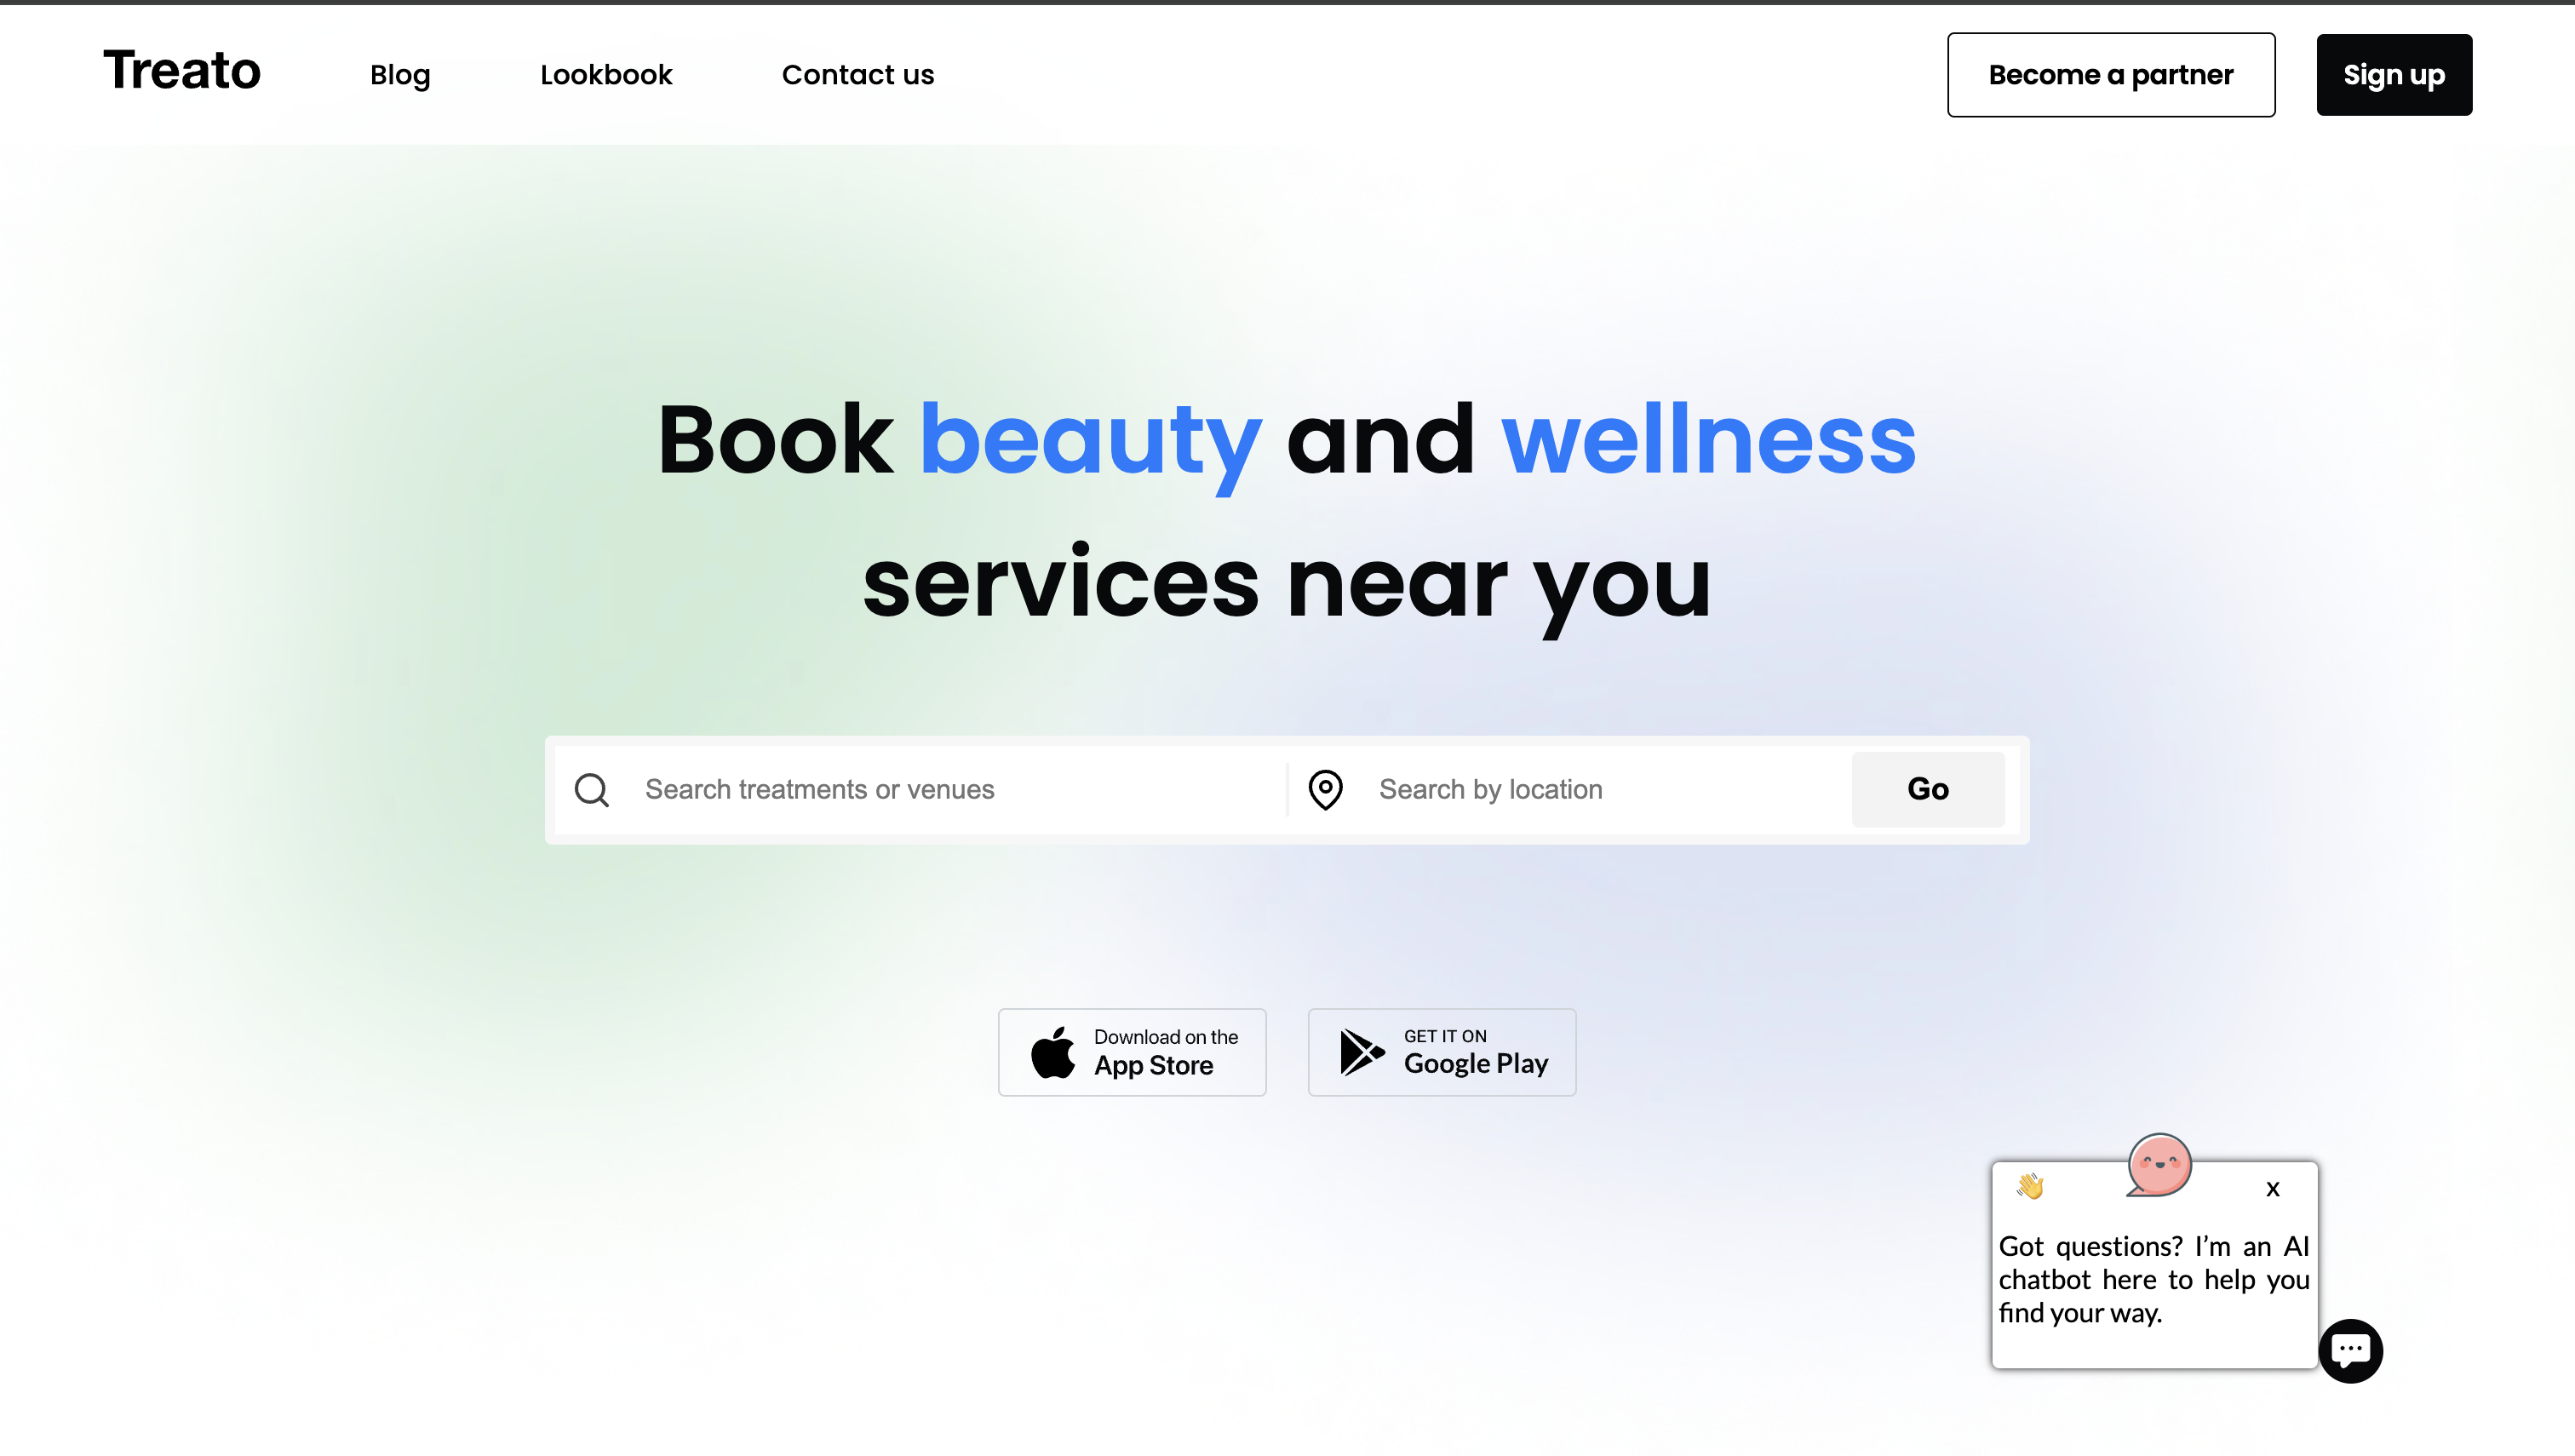 Treato
Blog
Lookbook
Contact us
Become a partner
Sign up
Book beauty and wellness
services near you
Search treatments or venues
Search by location
Go
Download on the
App Store
GET IT ON
Google Play
x
Got questions? I’m an AI
chatbot here to help you
find your way.